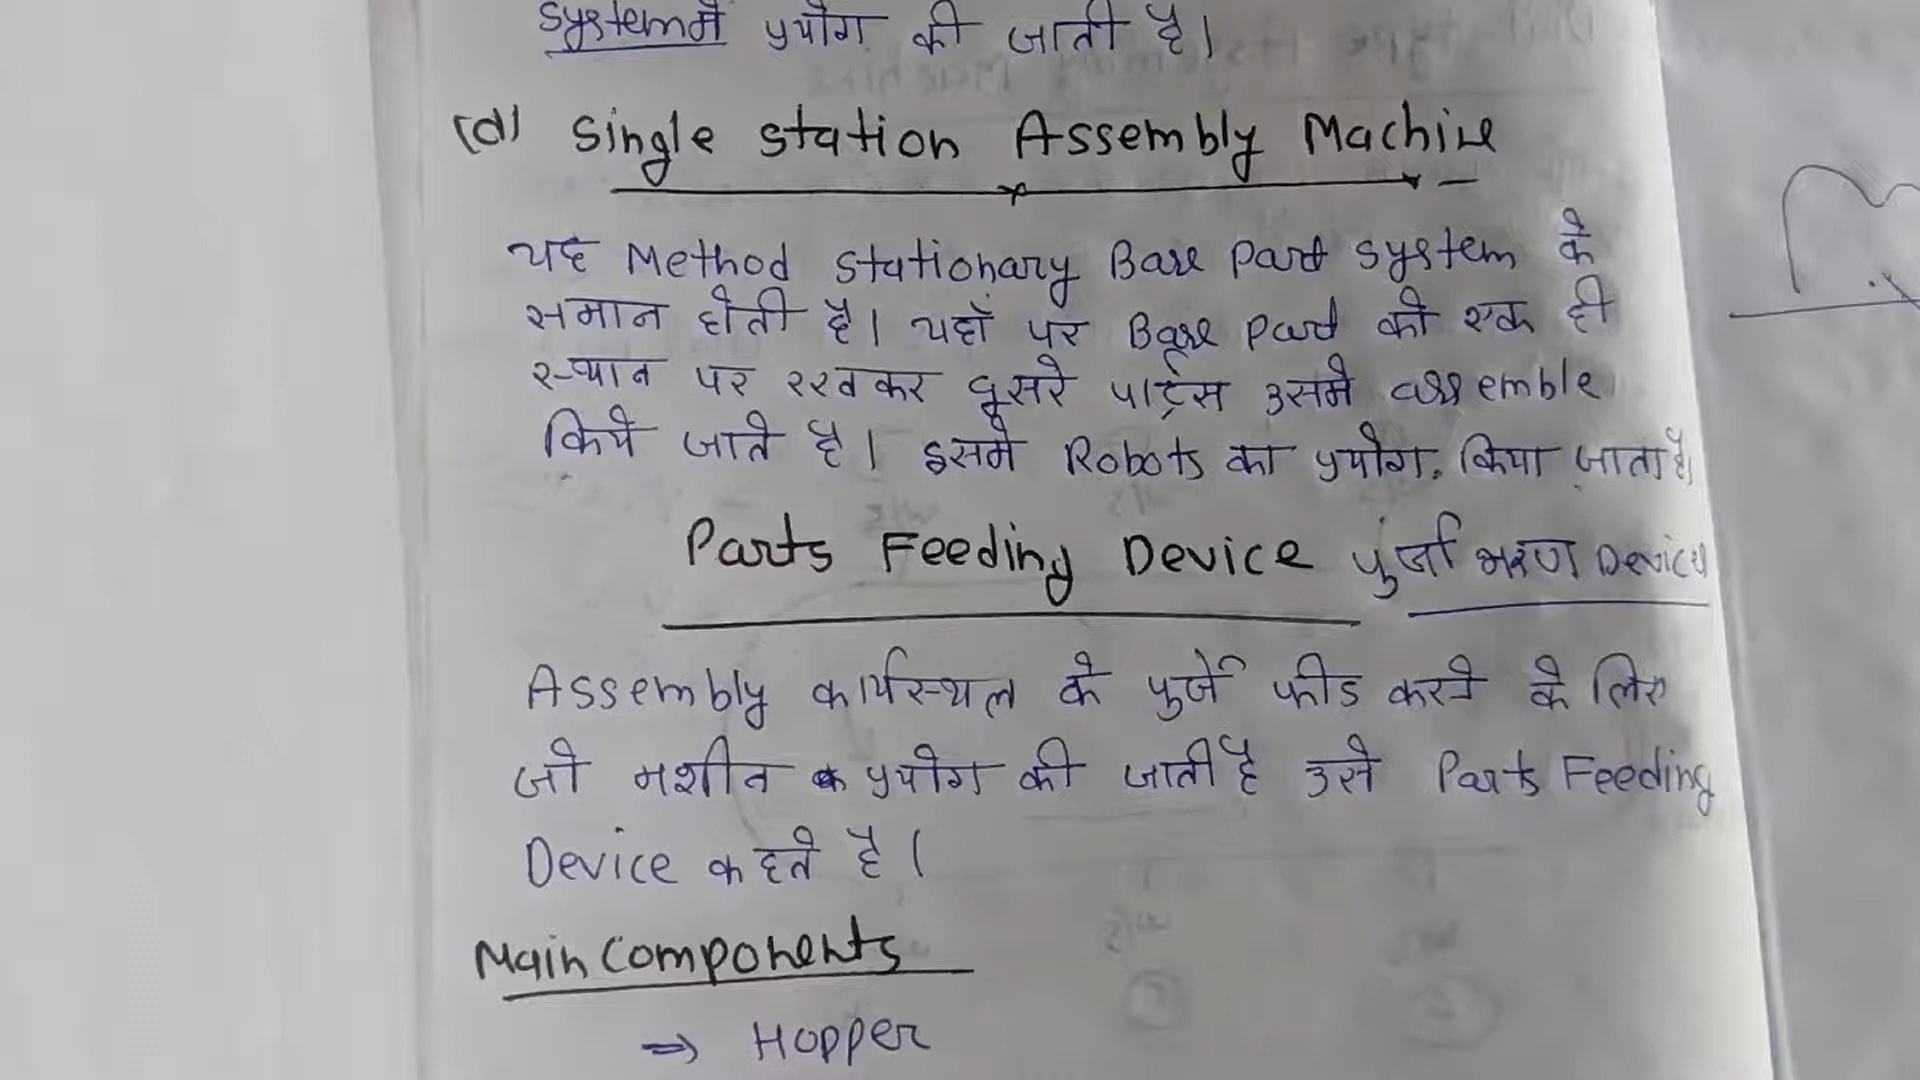 systemमे प्रयोग की जाती है।
(d) Single Station Assembly Machine
यह Method Stationary Base Part System के
समान होती है। यहाँ पर Base Part को एक ही
स्थान पर रखकर दूसरे पार्ट्स उसमे assemble
किये जाते है। इसमे Robots का प्रयोग किया जाता है।
Parts Feeding Device पुर्जा भरण Device
Assembly कार्यस्थल के पुर्जे फीड करने के लिए
जो मशीन प्रयोग की जाती है उसे Parts Feeding
Device कहते है।
Main Components
⇒ Hopper